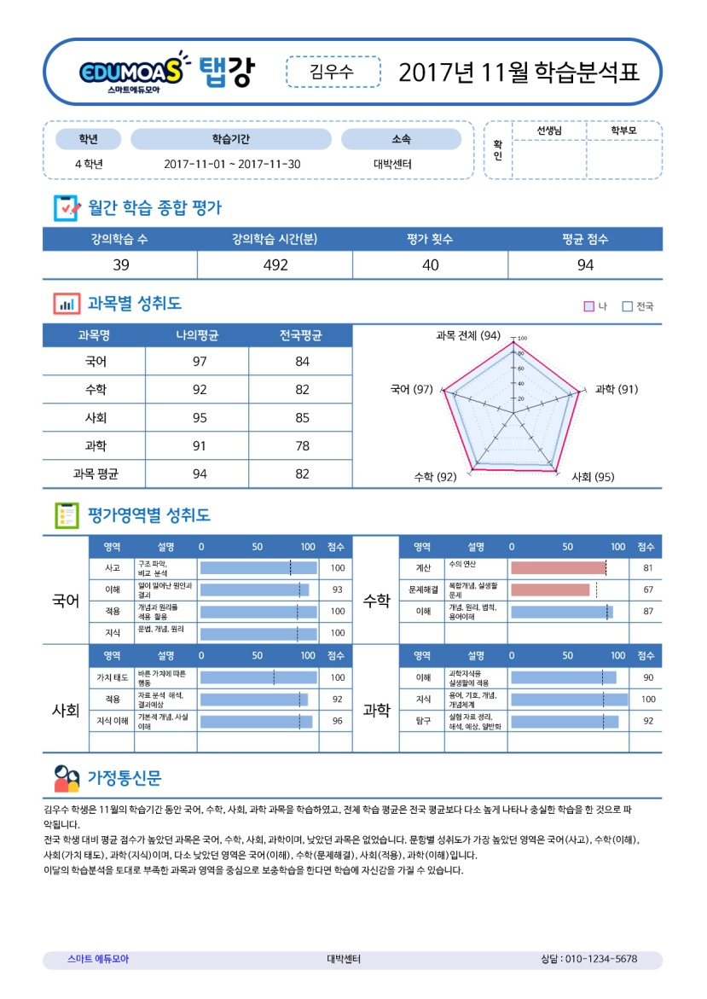 EDUMOAS 탭강
스마트에듀모아
김우수
2017년 11월 학습분석표
학년 학습기간 소속
4 학년 2017-11-01 ~ 2017-11-30 대박센터
확인 선생님 학부모
월간 학습 종합 평가
강의학습 수 강의학습 시간(분) 평가 횟수 평균 점수
39 492 40 94
과목별 성취도
나 전국
과목명 나의평균 전국평균
국어 97 84
수학 92 82
사회 95 85
과학 91 78
과목 평균 94 82
과목 전체 (94)
100
80
60
40
20
국어 (97)
과학 (91)
수학 (92)
사회 (95)
평가영역별 성취도
국어
영역 설명 0 50 100 점수
사고 구조 파악, 비교 분석 100
이해 일이 일어난 원인과 결과 93
적용 개념과 원리를 적용 활용 100
지식 문법, 개념, 원리 100
수학
영역 설명 0 50 100 점수
계산 수의 연산 81
문제해결 복합개념, 실생활 문제 67
이해 개념, 원리, 법칙, 용어이해 87
사회
영역 설명 0 50 100 점수
가치 태도 바른 가치에 따른 행동 100
적용 자료 분석 해석, 결과예상 92
지식 이해 기본적 개념, 사실 이해 96
과학
영역 설명 0 50 100 점수
이해 과학지식을 실생활에 적용 90
지식 용어, 기호, 개념, 개념체계 100
탐구 실험 자료 정리, 해석, 예상, 일반화 92
가정통신문
김우수 학생은 11월의 학습기간 동안 국어, 수학, 사회, 과학 과목을 학습하였고, 전체 학습 평균은 전국 평균보다 다소 높게 나타나 충실한 학습을 한 것으로 파
악됩니다.
전국 학생 대비 평균 점수가 높았던 과목은 국어, 수학, 사회, 과학이며, 낮았던 과목은 없었습니다. 문항별 성취도가 가장 높았던 영역은 국어(사고), 수학(이해),
사회(가치 태도), 과학(지식)이며, 다소 낮았던 영역은 국어(이해), 수학(문제해결), 사회(적용), 과학(이해)입니다.
이달의 학습분석을 토대로 부족한 과목과 영역을 중심으로 보충학습을 한다면 학습에 자신감을 가질 수 있습니다.
스마트 에듀모아 대박센터 상담 : 010-1234-5678